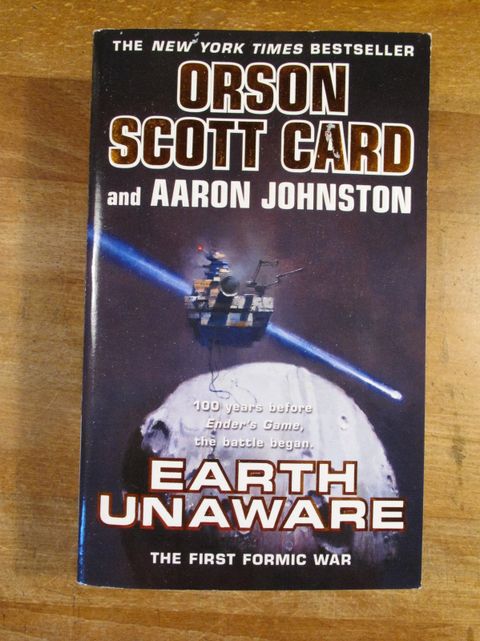 THE NEW YORK TIMES BESTSELLER
ORSON
SCOTT CARD
and AARON JOHNSTON
100 years before
Ender's Game,
the battle began.
EARTH
UNAWARE
THE FIRST FORMIC WAR